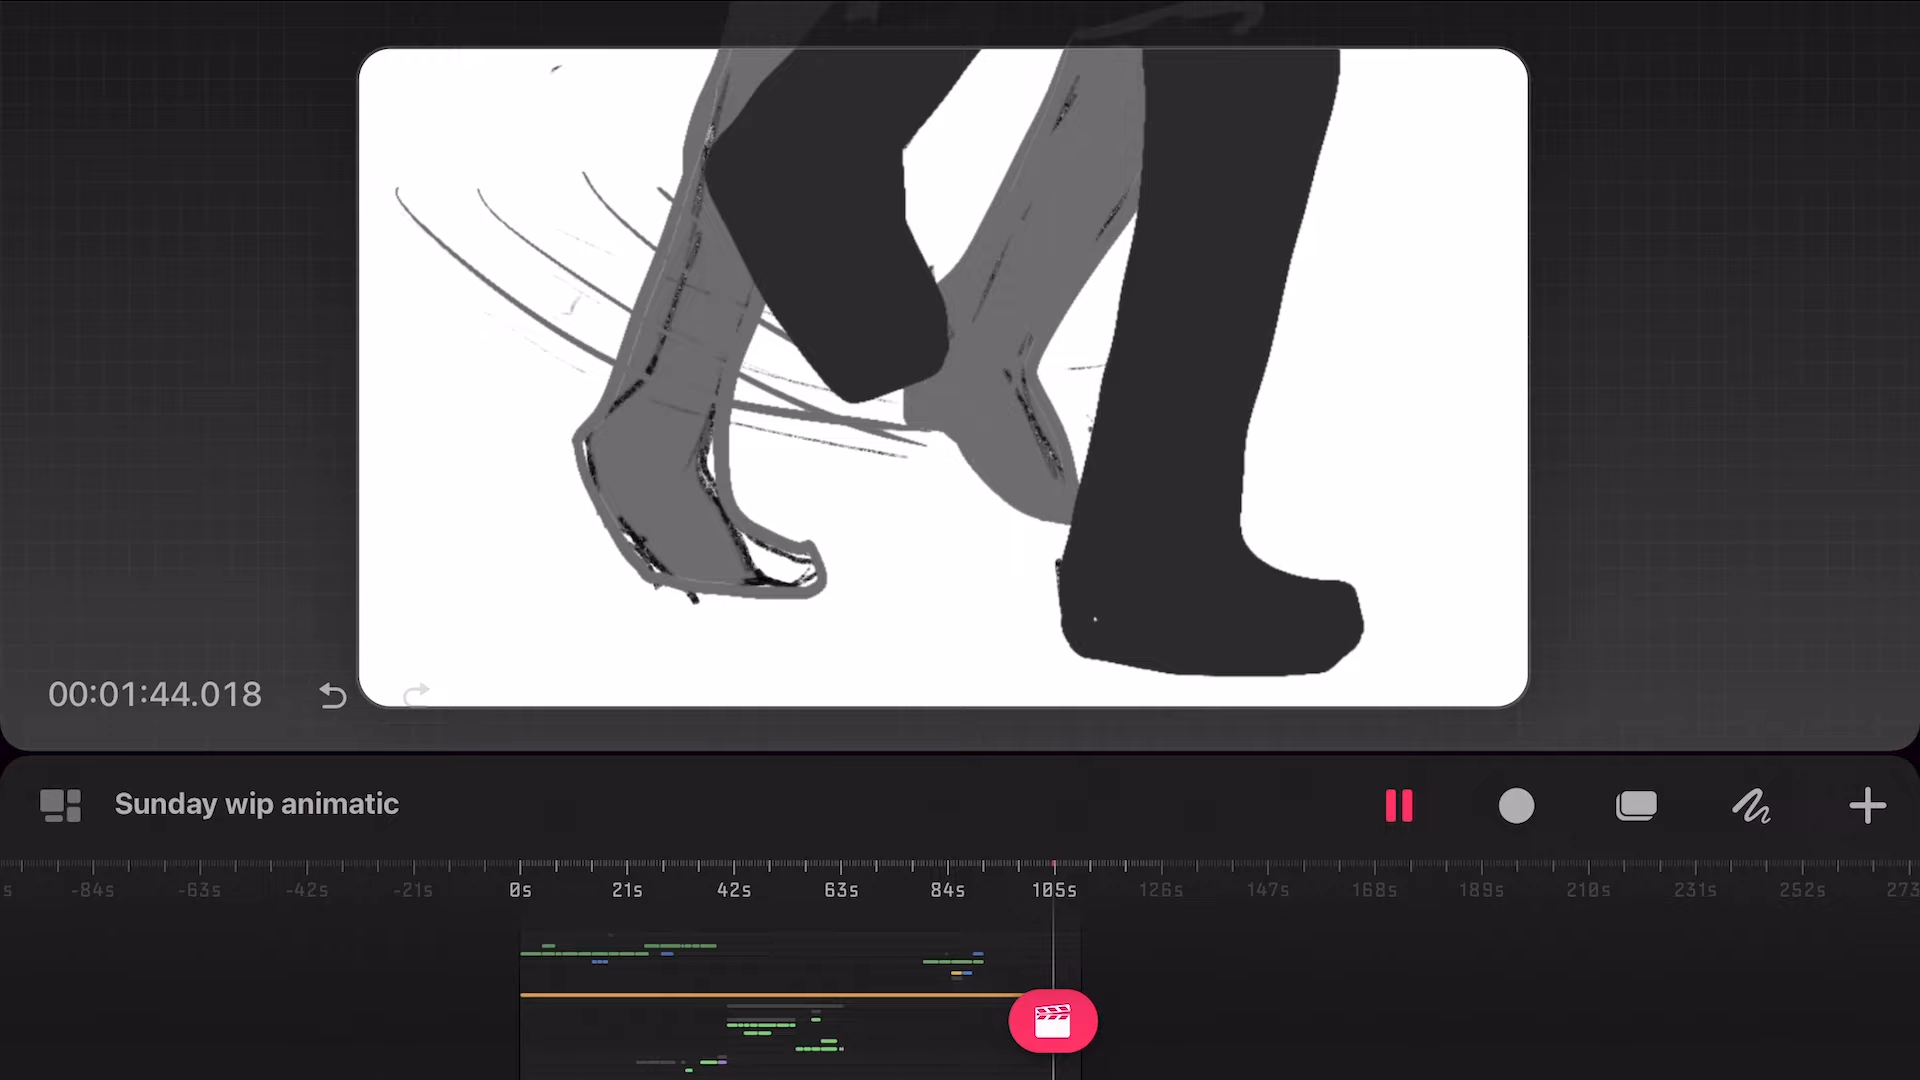 00:01:44.018
Sunday wip animatic
s -84s -63s -42s -21s 0s 21s 42s 63s 84s 105s 126s 147s 168s 189s 210s 231s 252s 273